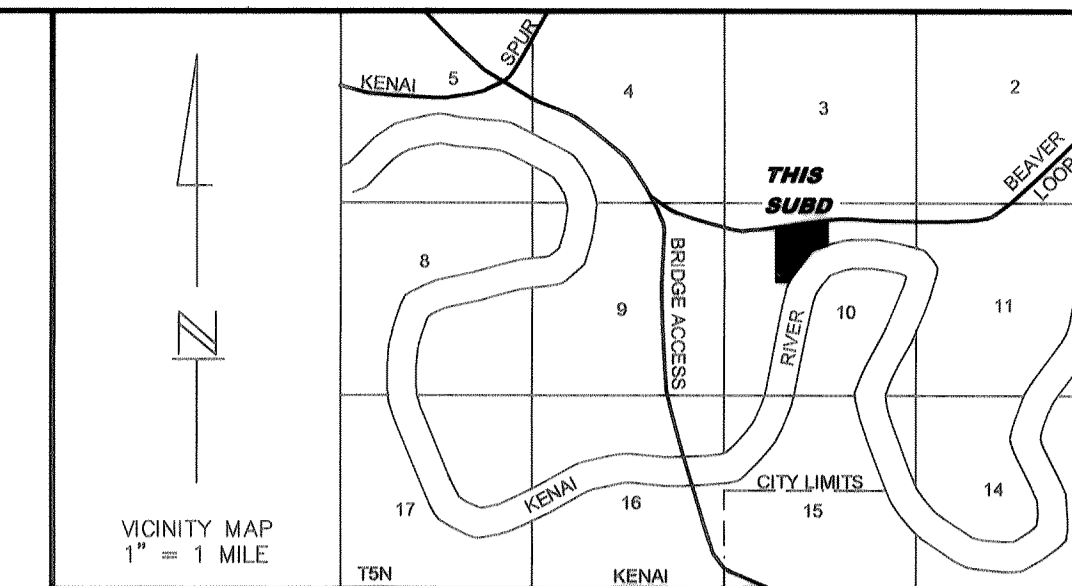 KENAI
5
SPUR
4
3
2
BEAVER
LOOP
THIS
SUBD
8
9
BRIDGE ACCESS
10
RIVER
11
N
KENAI
17
16
CITY LIMITS
15
14
VICINITY MAP
1" = 1 MILE
T5N
KENAI